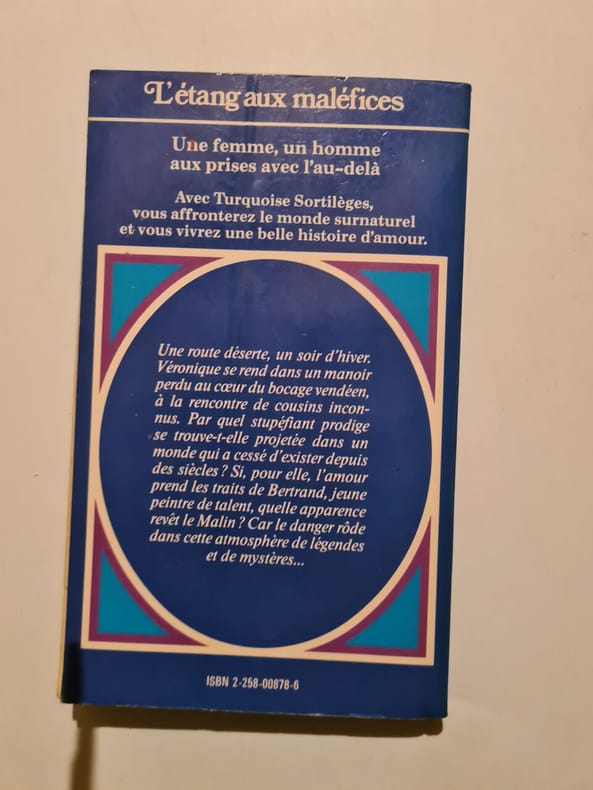 L'étang aux maléfices
Une femme, un homme
aux prises avec l'au-delà
Avec Turquoise Sortilèges,
vous affronterez le monde surnaturel
et vous vivrez une belle histoire d'amour.
Une route déserte, un soir d'hiver.
Véronique se rend dans un manoir
perdu au cœur du bocage vendéen,
à la rencontre de cousins incon-
nus. Par quel stupéfiant prodige
se trouve-t-elle projetée dans un
monde qui a cessé d'exister depuis
des siècles ? Si, pour elle, l'amour
prend les traits de Bertrand, jeune
peintre de talent, quelle apparence
revêt le Malin ? Car le danger rôde
dans cette atmosphère de légendes
et de mystères...
ISBN 2-258-00878-6